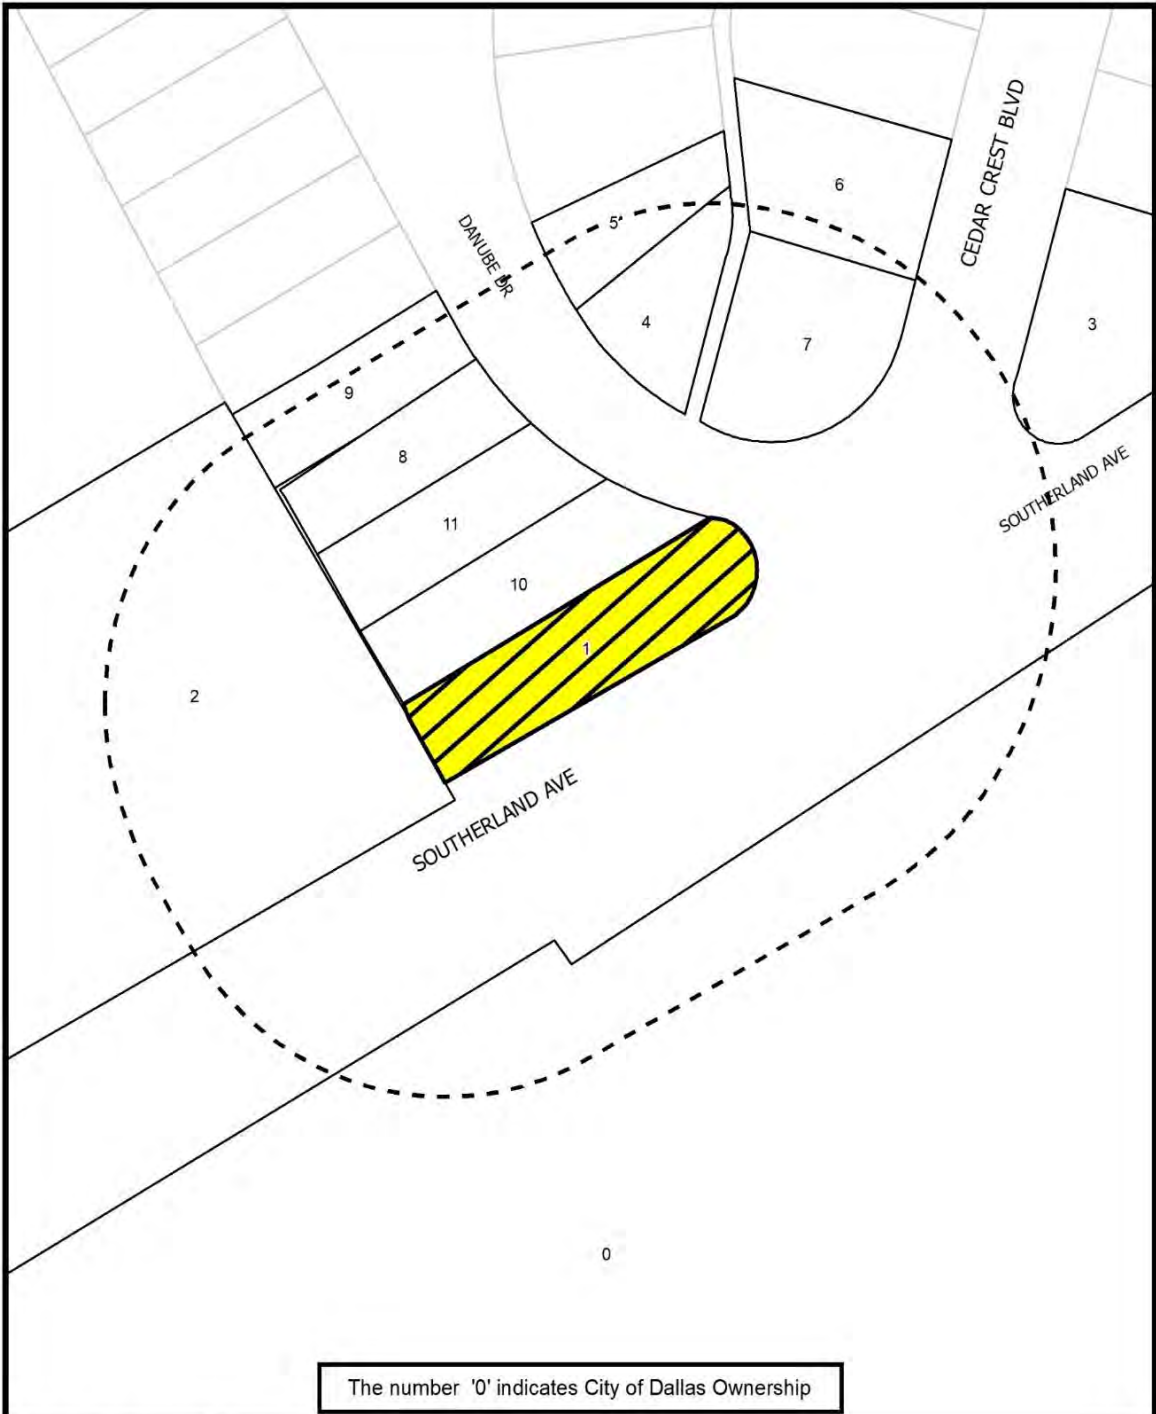 CEDAR CREST BLVD
6
DANUBE DR
5
4
7
3
9
8
SOUTHERLAND AVE
11
10
1
2
SOUTHERLAND AVE
0
The number '0' indicates City of Dallas Ownership